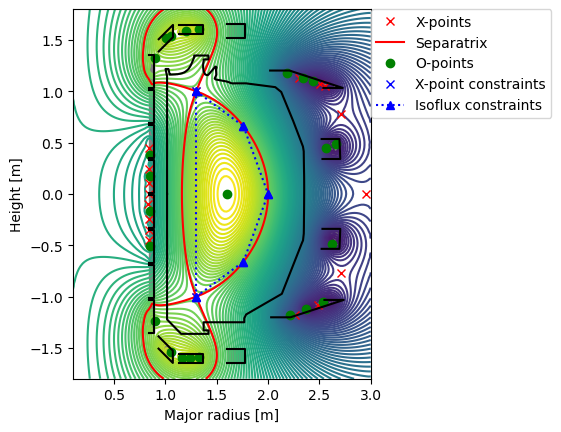 X-points
Separatrix
O-points
X-point constraints
Isoflux constraints
1.5
1.0
0.5
0.0
−0.5
−1.0
−1.5
Height [m]
0.5 1.0 1.5 2.0 2.5 3.0
Major radius [m]